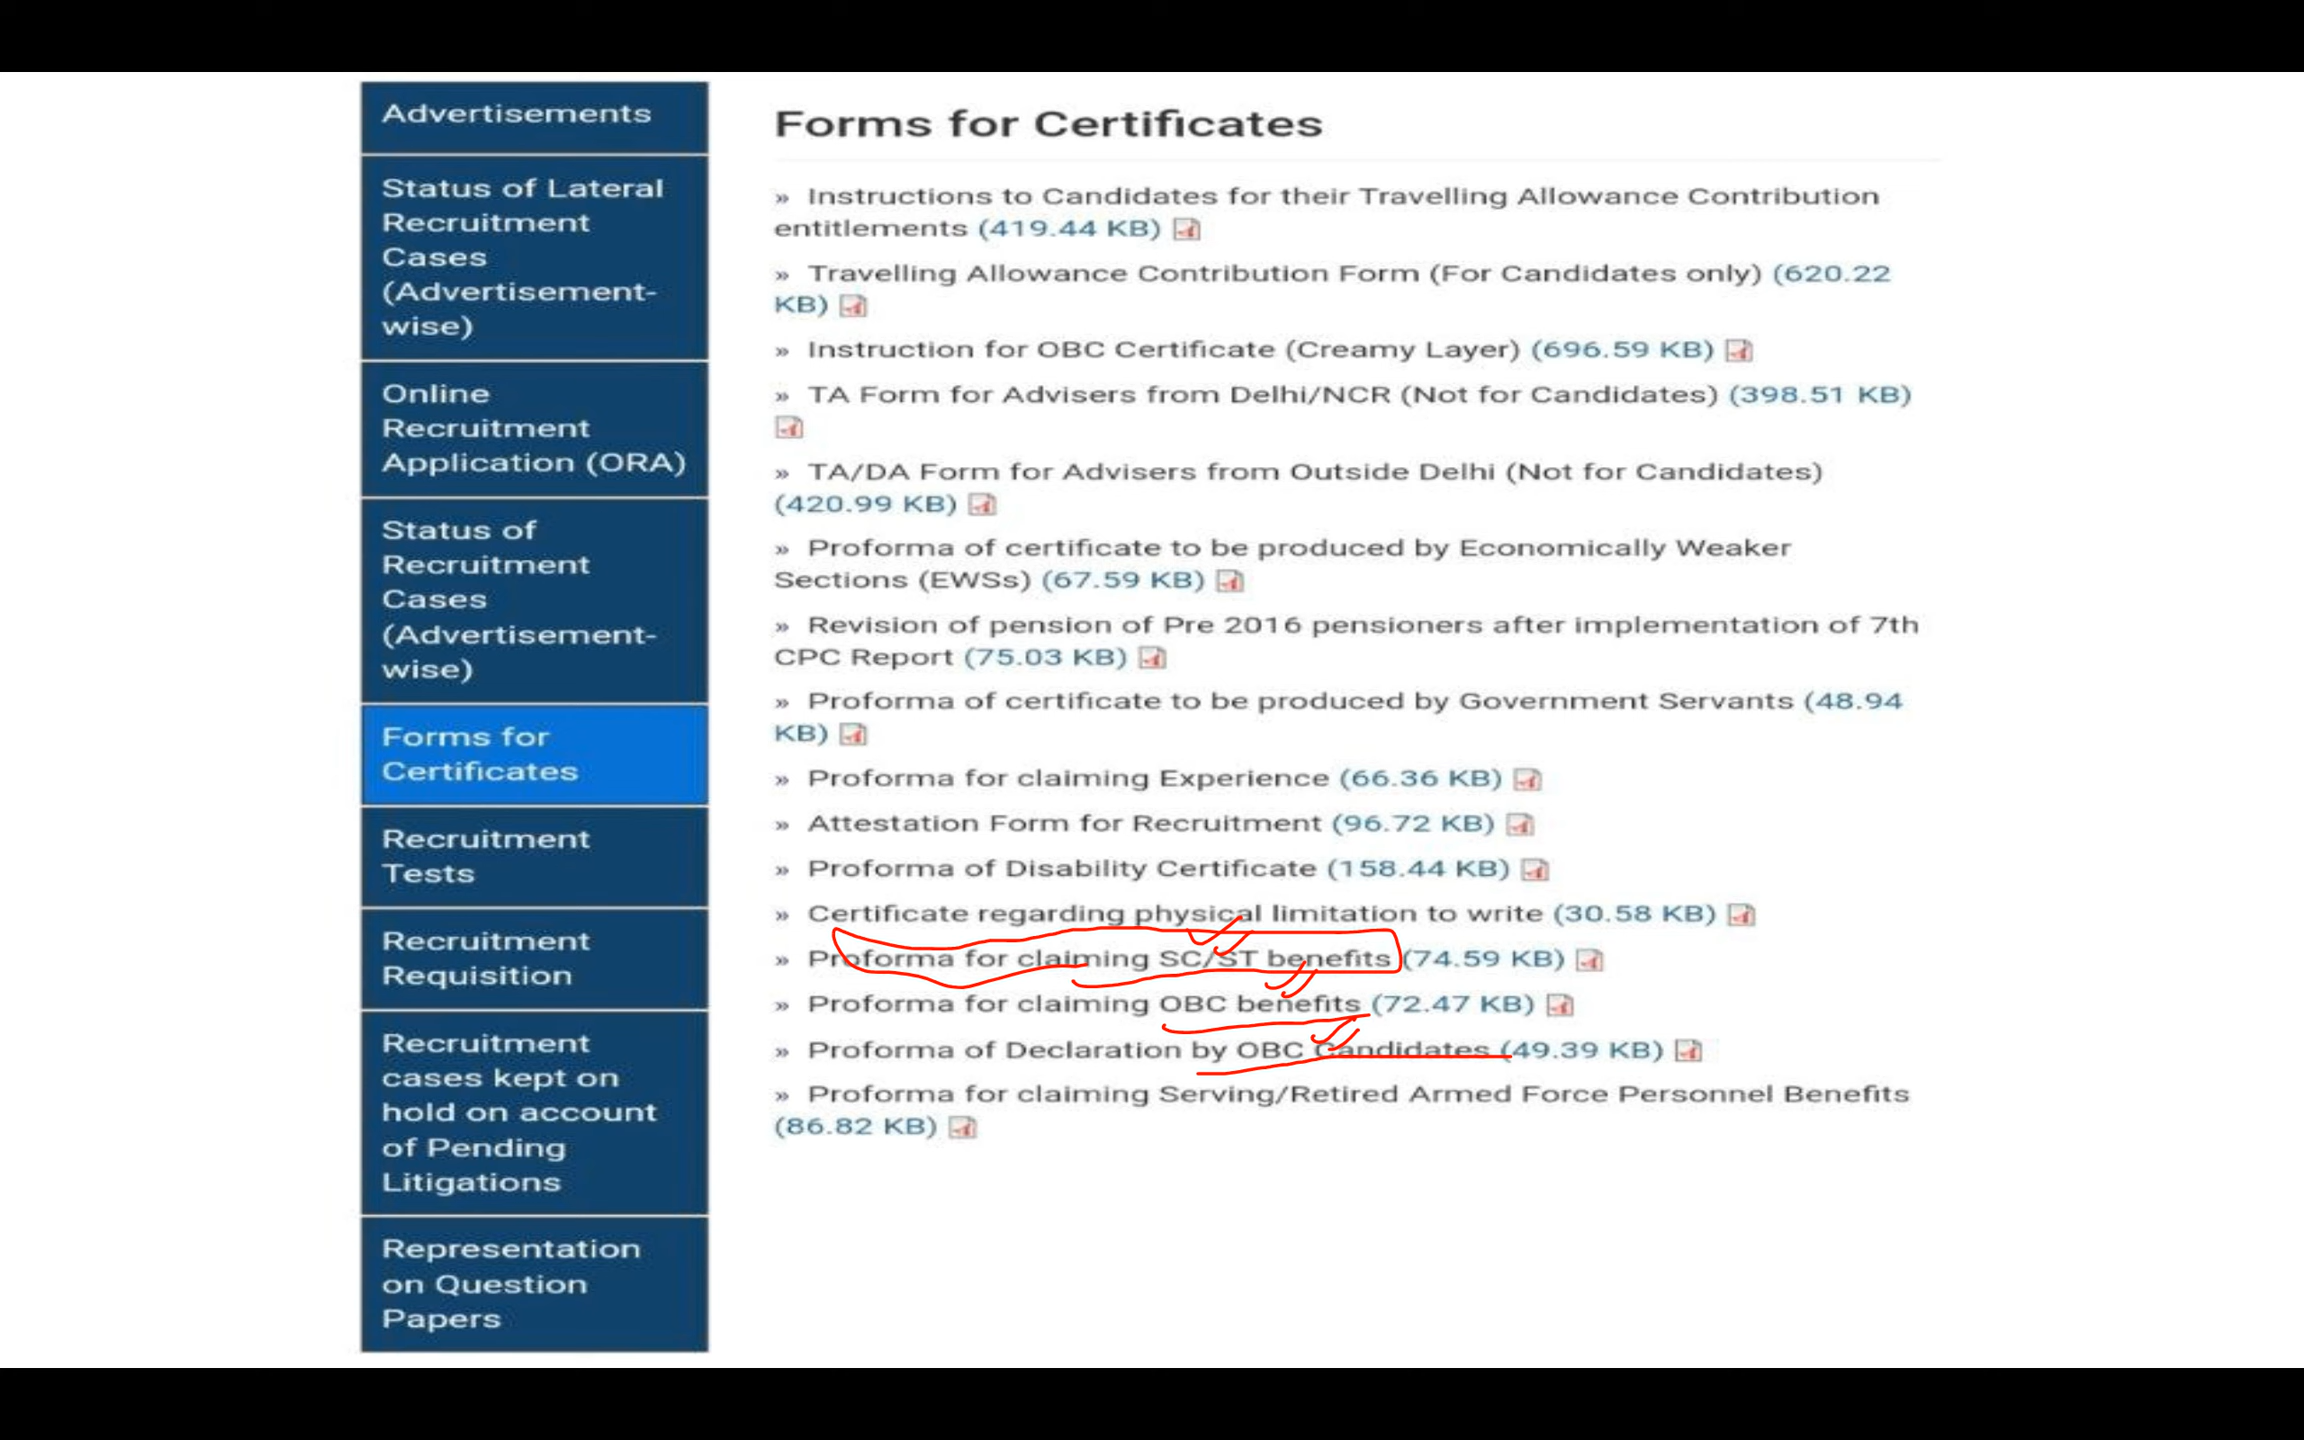 Advertisements
Status of Lateral
Recruitment
Cases
(Advertisement-
wise)
Online
Recruitment
Application (ORA)
Status of
Recruitment
Cases
(Advertisement-
wise)
Forms for
Certificates
Recruitment
Tests
Recruitment
Requisition
Recruitment
cases kept on
hold on account
of Pending
Litigations
Representation
on Question
Papers
Forms for Certificates
» Instructions to Candidates for their Travelling Allowance Contribution
entitlements (419.44 KB)
» Travelling Allowance Contribution Form (For Candidates only) (620.22
KB)
» Instruction for OBC Certificate (Creamy Layer) (696.59 KB)
» TA Form for Advisers from Delhi/NCR (Not for Candidates) (398.51 KB)
» TA/DA Form for Advisers from Outside Delhi (Not for Candidates)
(420.99 KB)
» Proforma of certificate to be produced by Economically Weaker
Sections (EWSs) (67.59 KB)
» Revision of pension of Pre 2016 pensioners after implementation of 7th
CPC Report (75.03 KB)
» Proforma of certificate to be produced by Government Servants (48.94
KB)
» Proforma for claiming Experience (66.36 KB)
» Attestation Form for Recruitment (96.72 KB)
» Proforma of Disability Certificate (158.44 KB)
» Certificate regarding physical limitation to write (30.58 KB)
» Proforma for claiming SC/ST benefits (74.59 KB)
» Proforma for claiming OBC benefits (72.47 KB)
» Proforma of Declaration by OBC Candidates (49.39 KB)
» Proforma for claiming Serving/Retired Armed Force Personnel Benefits
(86.82 KB)